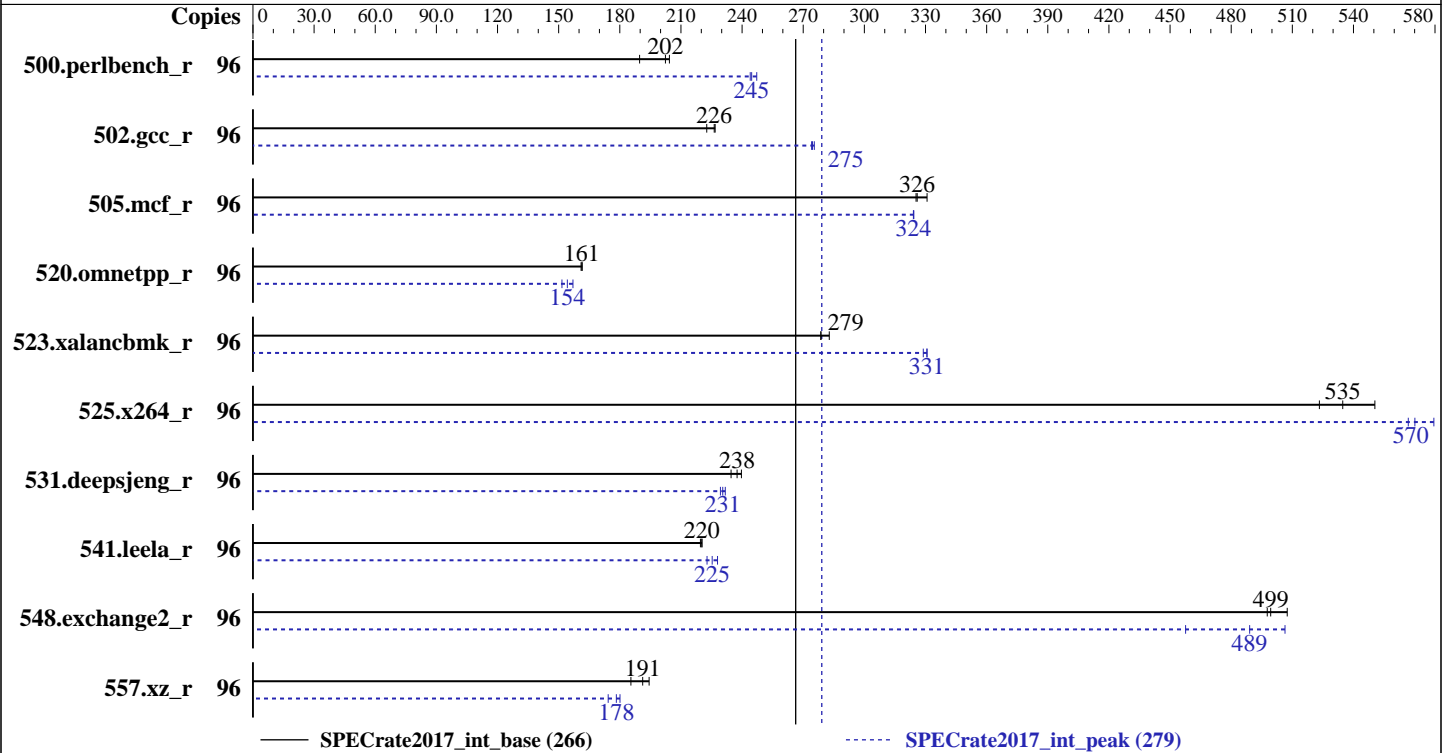 Copies 0 30.0 60.0 90.0 120 150 180 210 240 270 300 330 360 390 420 450 480 510 540 580
500.perlbench_r 96 202
245
502.gcc_r 96 226
275
505.mcf_r 96 326
324
520.omnetpp_r 96 161
154
523.xalancbmk_r 96 279
331
525.x264_r 96 535
570
531.deepsjeng_r 96 238
231
541.leela_r 96 220
225
548.exchange2_r 96 499
489
557.xz_r 96 191
178
SPECrate2017_int_base (266) SPECrate2017_int_peak (279)